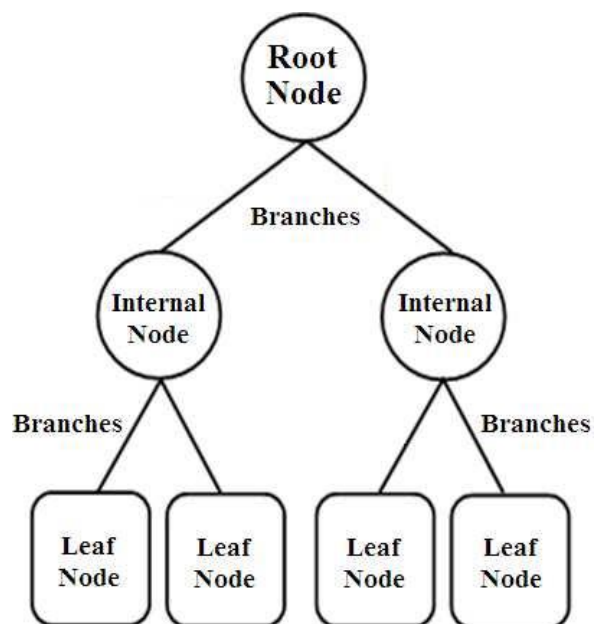 Root
Node
Branches
Internal
Node
Internal
Node
Branches
Branches
Leaf
Node
Leaf
Node
Leaf
Node
Leaf
Node